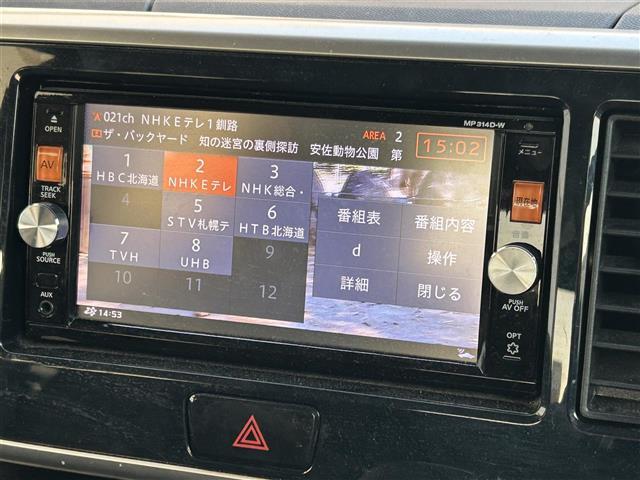 MP314D-W
OPEN
AV
TRACK
SEEK
PUSH
SOURCE
AUX
021ch NHKEテレ1釧路
AREA 2
ザ・バックヤード 知の迷宮の裏側探訪 安佐動物公園 第
15:02
1
HBC北海道
2
NHKEテレ
3
NHK総合・
4
5
STV札幌テ
6
HTB北海道
7
TVH
8
UHB
9
10
11
12
番組表
番組内容
d
操作
詳細
閉じる
14:53
メニュー
現在地
音声
PUSH
AV OFF
OPT